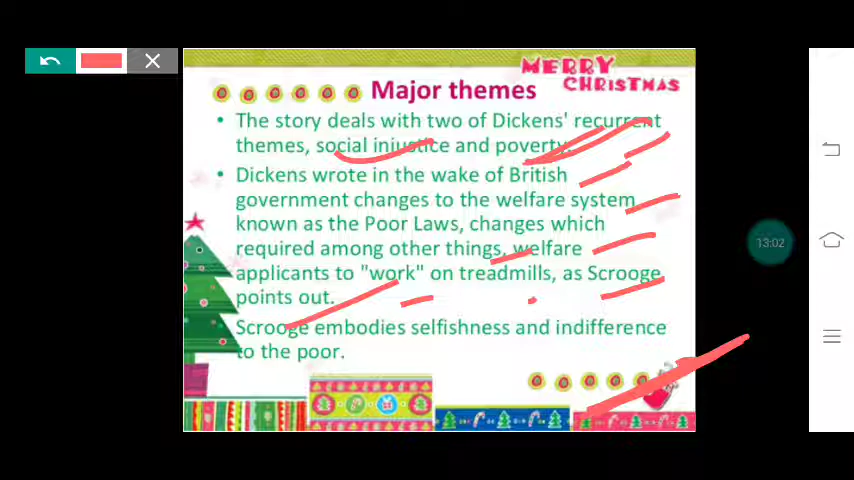 MERRY
CHRISTMAS
Major themes
• The story deals with two of Dickens' recurrent
themes, social injustice and poverty.
• Dickens wrote in the wake of British
government changes to the welfare system
known as the Poor Laws, changes which
required among other things, welfare
applicants to "work" on treadmills, as Scrooge
points out.
Scrooge embodies selfishness and indifference
to the poor.
13:02